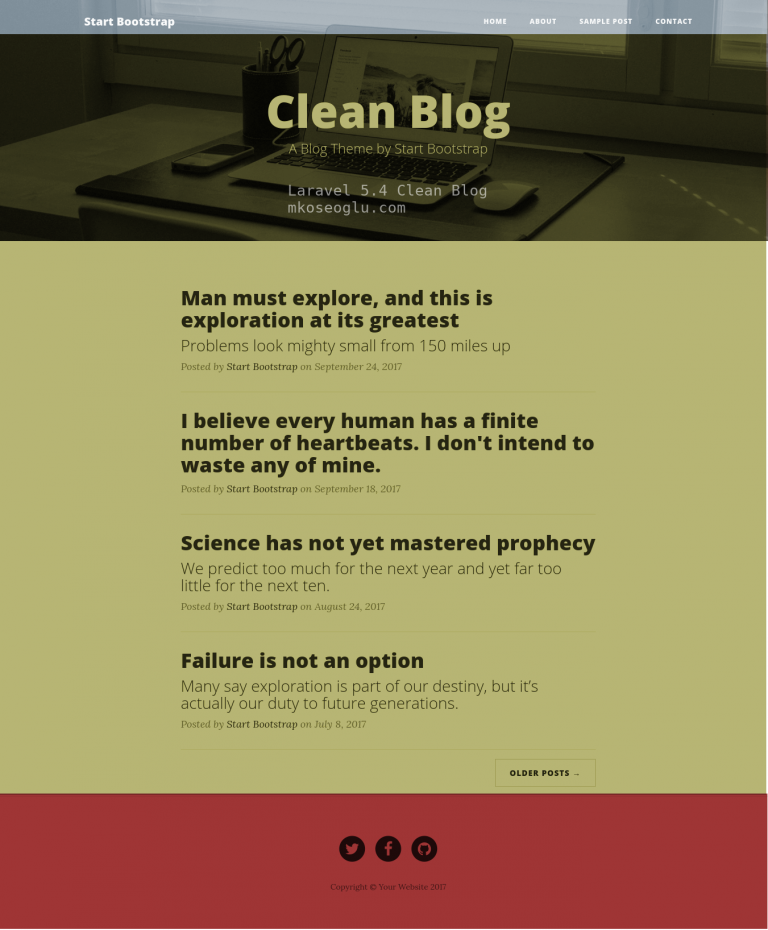 Start Bootstrap
HOME ABOUT SAMPLE POST CONTACT
Clean Blog
A Blog Theme by Start Bootstrap
Laravel 5.4 Clean Blog
mkoseoglu.com
Man must explore, and this is
exploration at its greatest
Problems look mighty small from 150 miles up
Posted by Start Bootstrap on September 24, 2017
I believe every human has a finite
number of heartbeats. I don't intend to
waste any of mine.
Posted by Start Bootstrap on September 18, 2017
Science has not yet mastered prophecy
We predict too much for the next year and yet far too
little for the next ten.
Posted by Start Bootstrap on August 24, 2017
Failure is not an option
Many say exploration is part of our destiny, but it’s
actually our duty to future generations.
Posted by Start Bootstrap on July 8, 2017
OLDER POSTS →
Copyright © Your Website 2017